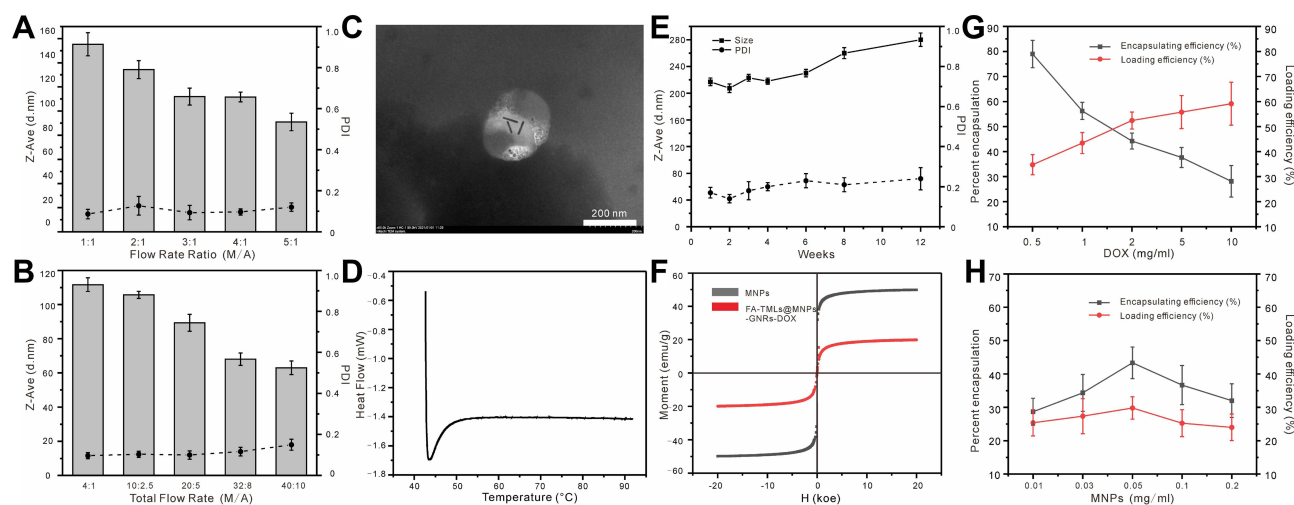 A
Z-Ave (d.nm)
160
140
120
100
80
60
40
20
0
1.0
0.8
0.6
0.4
0.2
0
PDI
1:1 2:1 3:1 4:1 5:1
Flow Rate Ratio (M/A)
B
Z-Ave (d.nm)
120
100
80
60
40
20
0
1.0
0.8
0.6
0.4
0.2
0.0
PDI
4:1 10:2.5 20:5 32:8 40:10
Total Flow Rate (M/A)
C
200 nm
D
Heat Flow (mW)
−0.4
−0.6
−0.8
−1.0
−1.2
−1.4
−1.6
−1.8
40 50 60 70 80 90
Temperature (°C)
E
Size
PDI
Z-Ave (d.nm)
280
240
200
160
120
80
40
0
1.0
0.8
0.6
0.4
0.2
0
PDI
0 2 4 6 8 10 12
Weeks
F
MNPs
FA-TMLs@MNPs
-GNRs-DOX
Moment (emu/g)
60
40
20
0
−20
−40
−60
−20 −10 0 10 20
H (koe)
G
Encapsulating efficiency (%)
Loading efficiency (%)
Percent encapsulation
90
80
70
60
50
40
30
20
10
90
80
70
60
50
40
30
20
10
Loading efficiency
(%)
0.5 1 2 5 10
DOX (mg/ml)
H
Encapsulating efficiency (%)
Loading efficiency (%)
Percent encapsulation
70
60
50
40
30
20
10
70
60
50
40
30
20
10
Loading efficiency
(%)
0.01 0.03 0.05 0.1 0.2
MNPs (mg/ml)